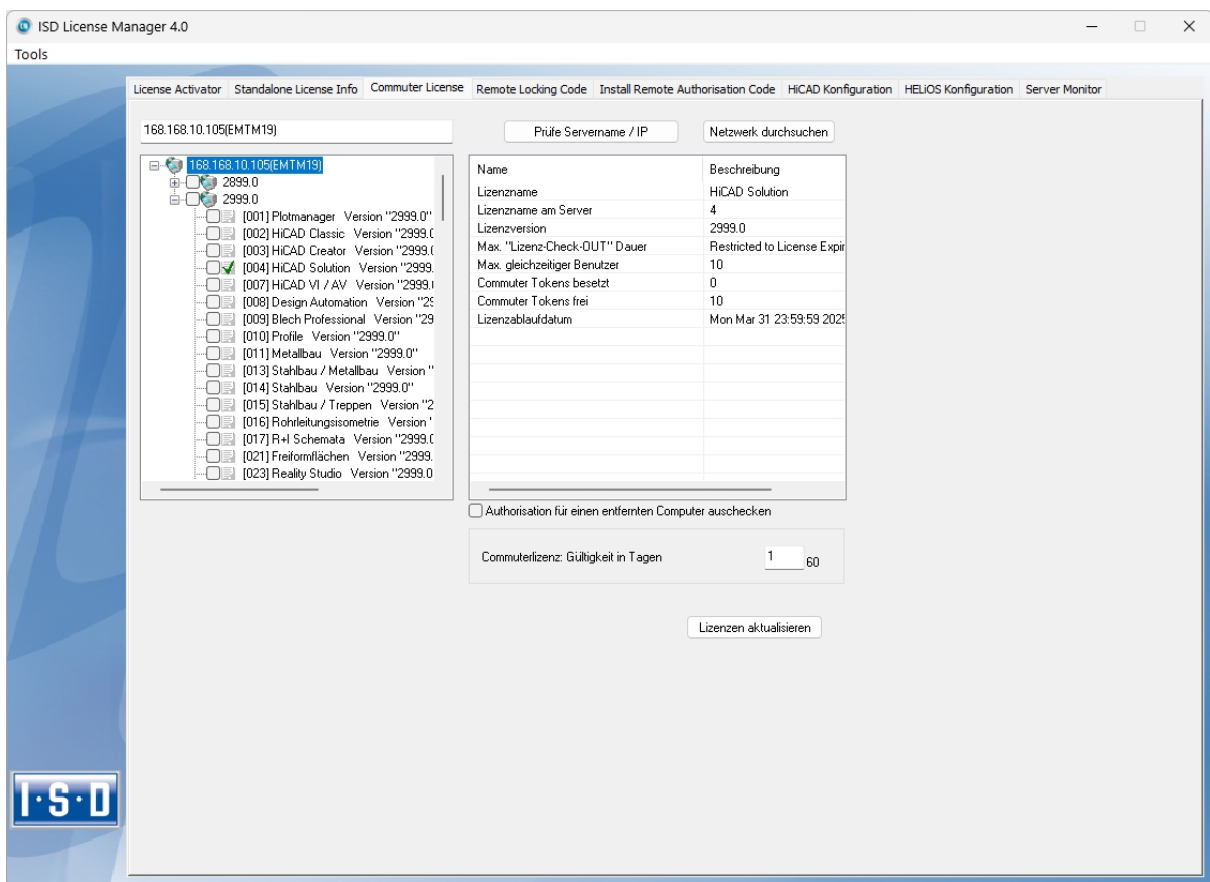 ISD License Manager 4.0
Tools
License Activator Standalone License Info Commuter License Remote Locking Code Install Remote Authorisation Code HiCAD Konfiguration HELiOS Konfiguration Server Monitor
168.168.10.105(EMTM19) Prüfe Servername / IP Netzwerk durchsuchen
168.168.10.105(EMTM19)
2899.0
2999.0
[001] Plotmanager Version "2999.0"
[002] HiCAD Classic Version "2999.0
[003] HiCAD Creator Version "2999.0
[004] HiCAD Solution Version "2999.
[007] HiCAD VI / AV Version "2999.
[008] Design Automation Version "29
[009] Blech Professional Version "29
[010] Profile Version "2999.0"
[011] Metallbau Version "2999.0"
[013] Stahlbau / Metallbau Version "
[014] Stahlbau Version "2999.0"
[015] Stahlbau / Treppen Version "2
[016] Rohrleitungsisometrie Version "
[017] R+I Schemata Version "2999.0
[021] Freiformflächen Version "2999.
[023] Reality Studio Version "2999.0
Name Beschreibung
Lizenzname HiCAD Solution
Lizenzname am Server 4
Lizenzversion 2999.0
Max. "Lizenz-Check-OUT" Dauer Restricted to License Expir
Max. gleichzeitiger Benutzer 10
Commuter Tokens besetzt 0
Commuter Tokens frei 10
Lizenzablaufdatum Mon Mar 31 23:59:59 2025
Authorisation für einen entfernten Computer auschecken
Commuterlizenz: Gültigkeit in Tagen 1 60
Lizenzen aktualisieren
I·S·D